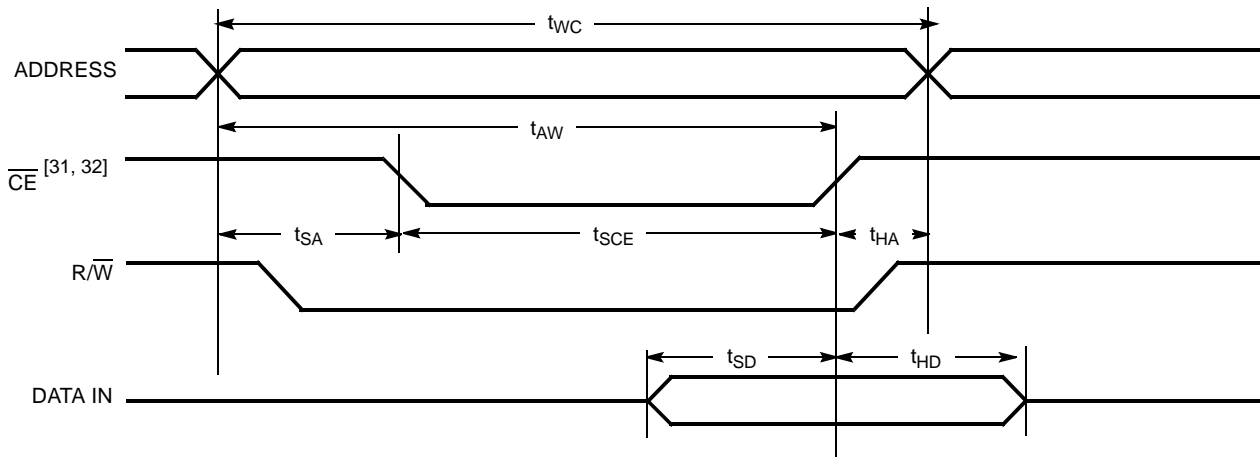 tWC
ADDRESS
tAW
CE [31, 32]
tSA
tSCE
tHA
R/W
tSD
tHD
DATA IN